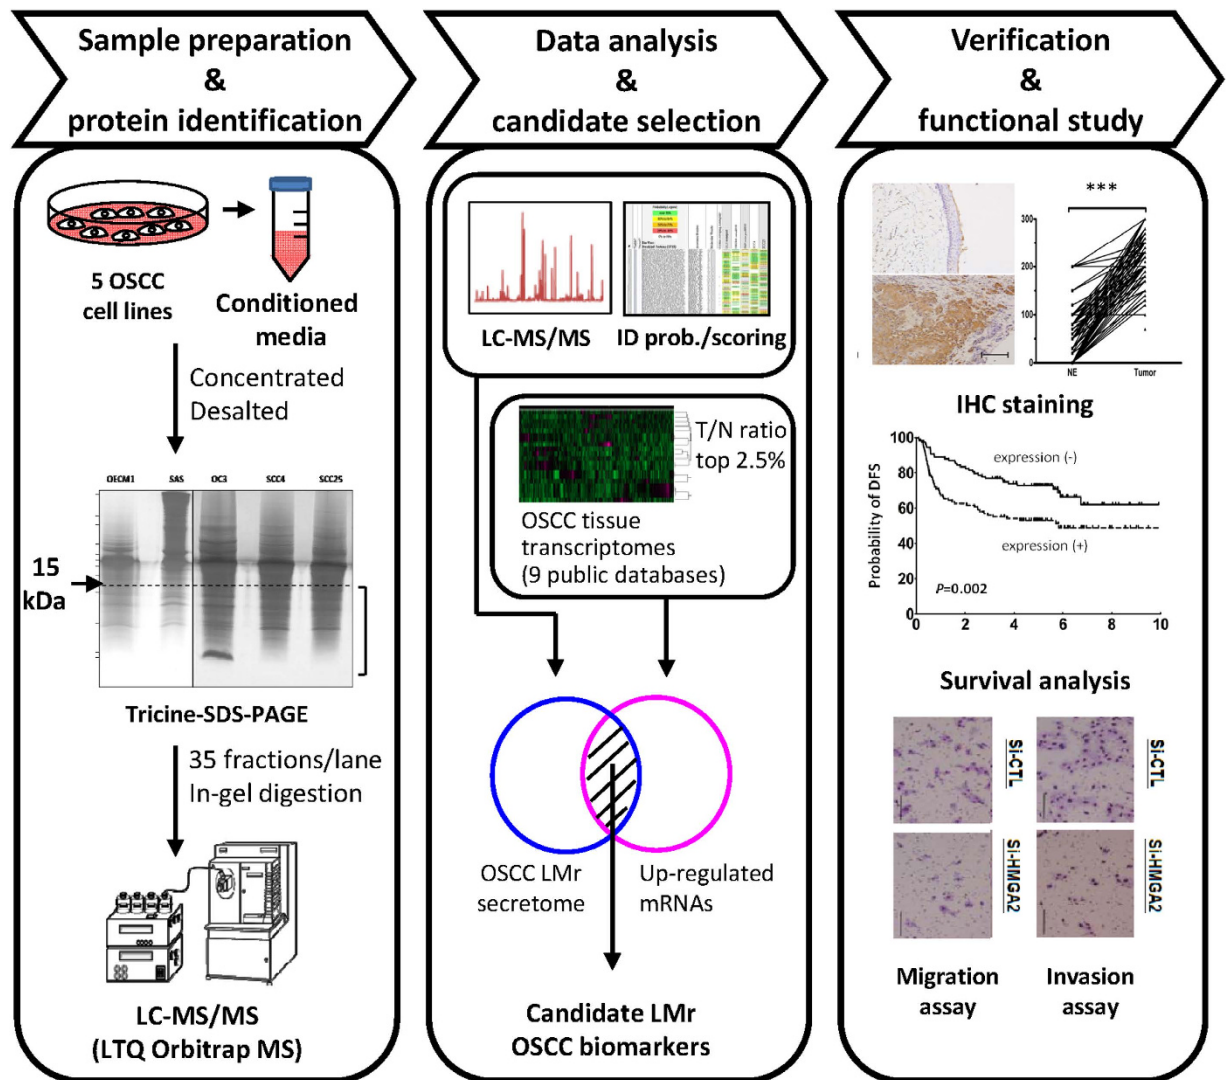 Sample preparation
&
protein identification
Data analysis
&
candidate selection
Verification
&
functional study
5 OSCC
cell lines
Conditioned
media
Concentrated
Desalted
OECM1 SAS OC3 SCC4 SCC25
15
kDa
Tricine-SDS-PAGE
35 fractions/lane
In-gel digestion
LC-MS/MS
(LTQ Orbitrap MS)
LC-MS/MS
ID prob./scoring
T/N ratio
top 2.5%
OSCC tissue
transcriptomes
(9 public databases)
OSCC LMr
secretome
Up-regulated
mRNAs
Candidate LMr
OSCC biomarkers
***
300
200
100
0
NE Tumor
IHC staining
Probability of DFS
100
80
60
40
20
0
expression (-)
expression (+)
P=0.002
0 2 4 6 8 10
Survival analysis
Si-CTL
Si-CTL
Si-HMGA2
Si-HMGA2
Migration
assay
Invasion
assay